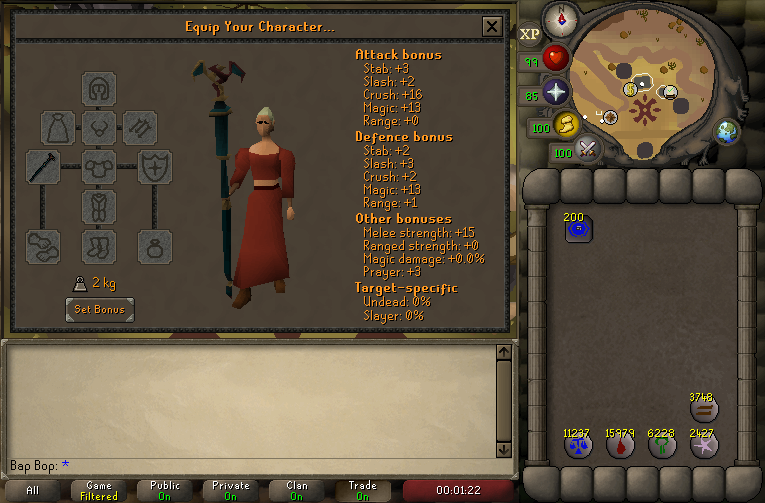 Equip Your Character...
Attack bonus
Stab: +3
Slash: +2
Crush: +16
Magic: +13
Range: +0
Defence bonus
Stab: +2
Slash: +3
Crush: +2
Magic: +13
Range: +1
Other bonuses
Melee strength: +15
Ranged strength: +0
Magic damage: +0.0%
Prayer: +3
Target-specific
Undead: 0%
Slayer: 0%
2 kg
Set Bonus
XP
99
85
100
100
200
3748
11237
15979
6228
2427
Bap Bop: *
All
Game
Filtered
Public
On
Private
On
Clan
On
Trade
On
00:01:22